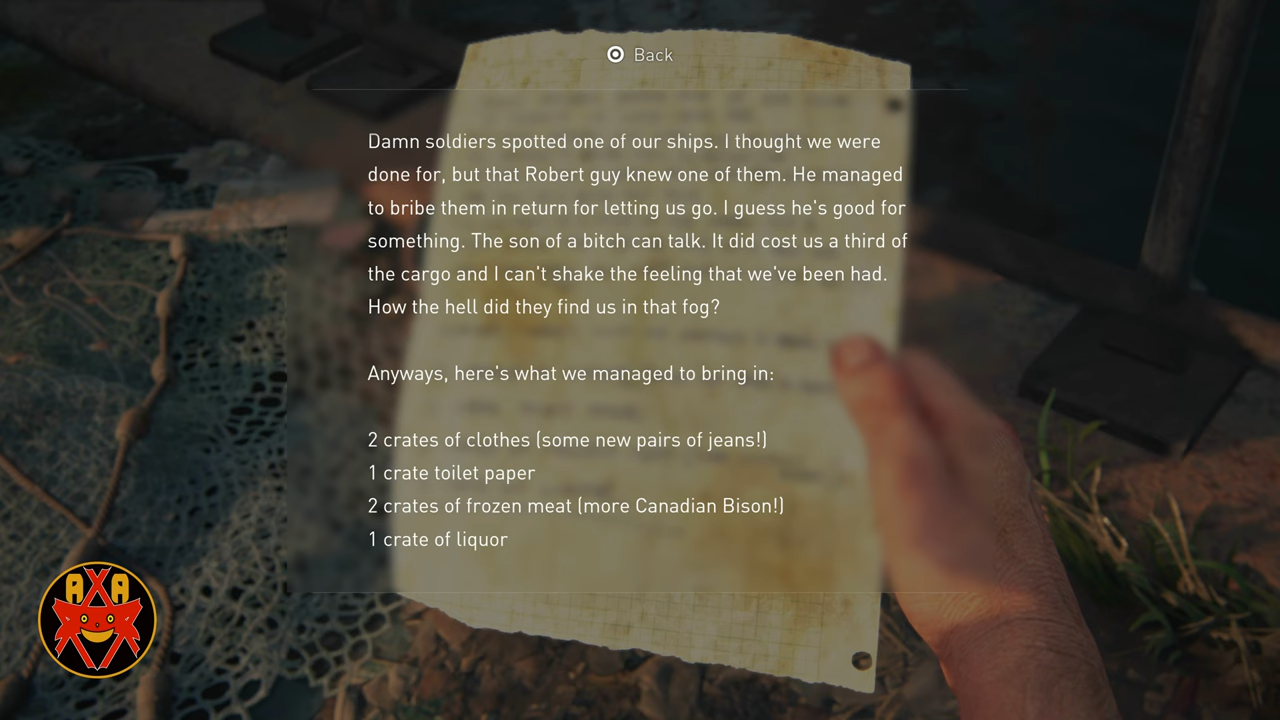 Back
Damn soldiers spotted one of our ships. I thought we were
done for, but that Robert guy knew one of them. He managed
to bribe them in return for letting us go. I guess he's good for
something. The son of a bitch can talk. It did cost us a third of
the cargo and I can't shake the feeling that we've been had.
How the hell did they find us in that fog?
Anyways, here's what we managed to bring in:
2 crates of clothes (some new pairs of jeans!)
1 crate toilet paper
2 crates of frozen meat (more Canadian Bison!)
1 crate of liquor
AXA